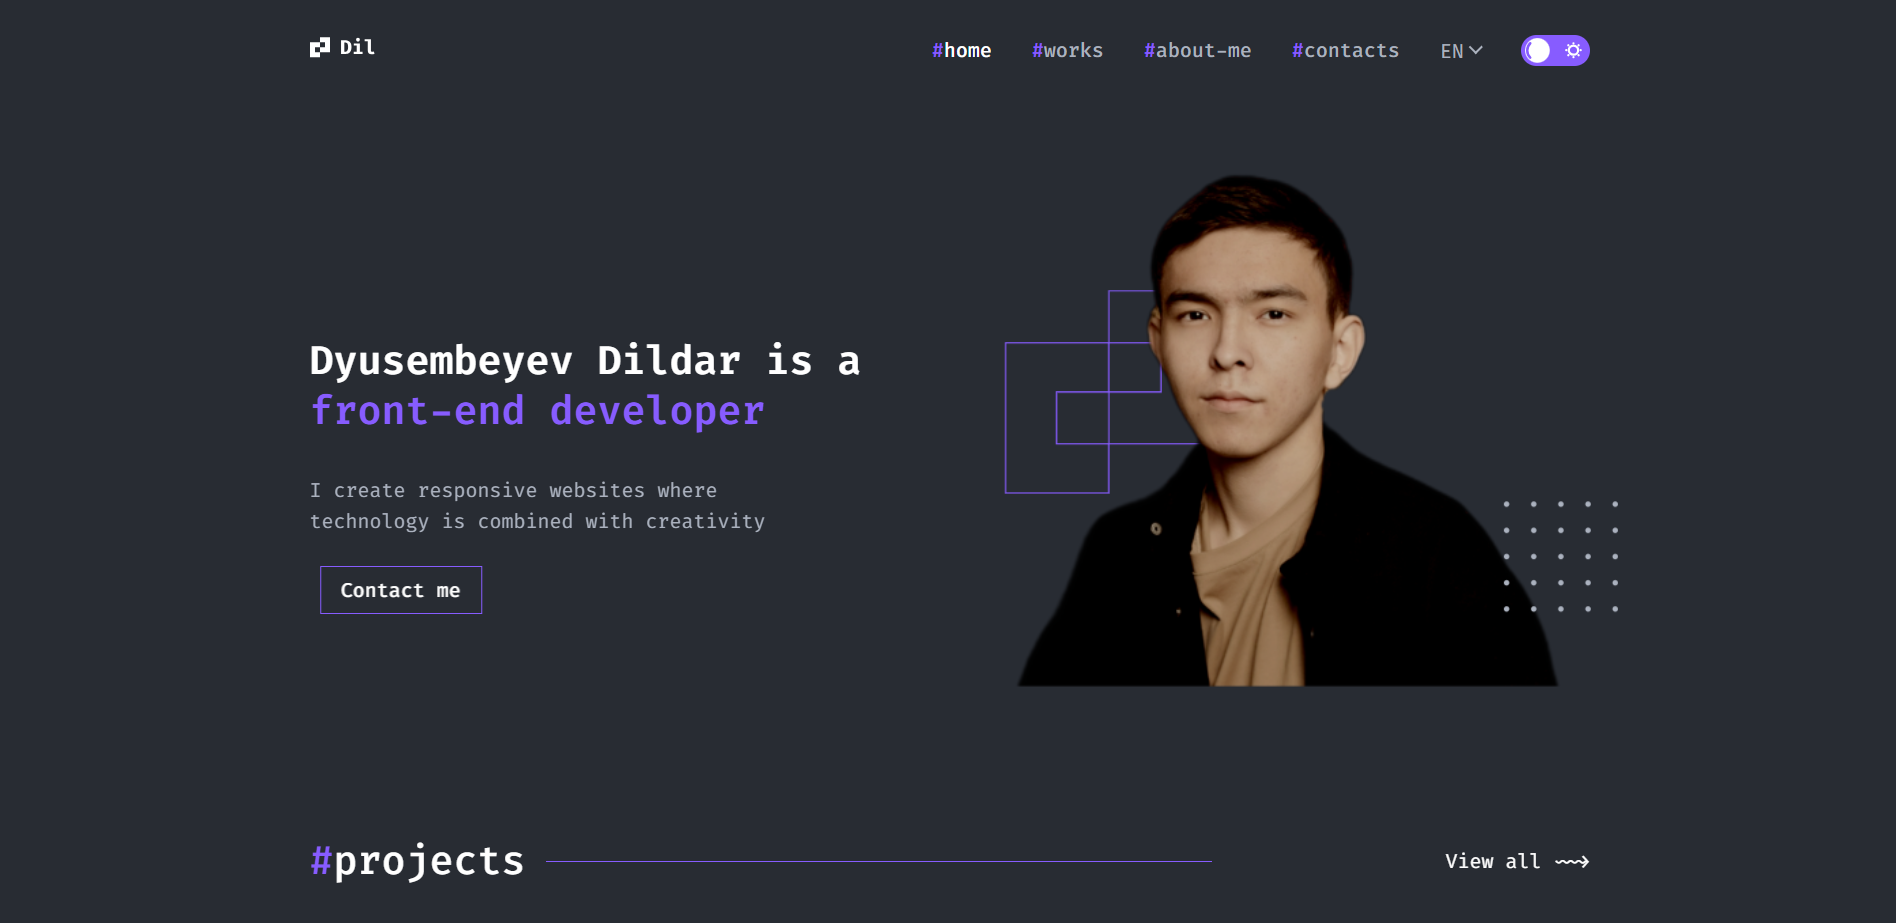 Dil
#home #works #about-me #contacts EN
Dyusembeyev Dildar is a
front-end developer
I create responsive websites where
technology is combined with creativity
Contact me
#projects
View all